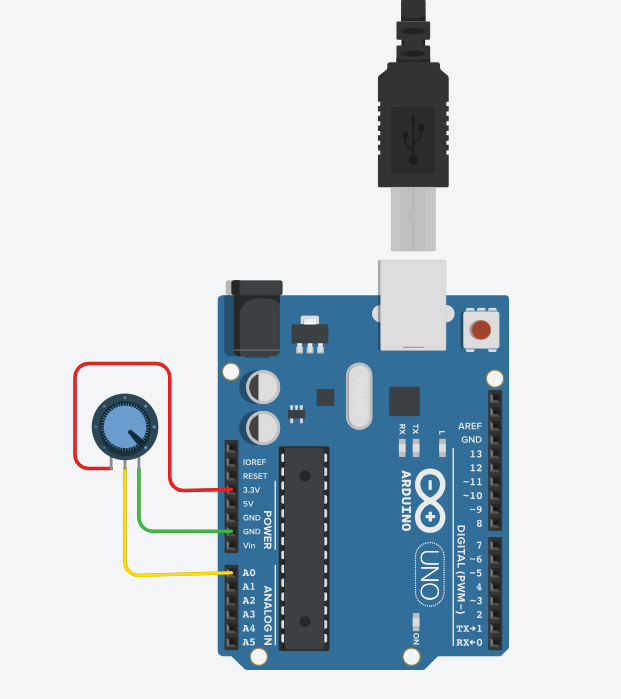 IOREF
RESET
3.3V
5V
GND
GND
Vin
POWER
A0
A1
A2
A3
A4
A5
ANALOG IN
RX
TX
L
ARDUINO
UNO
ON
AREF
GND
13
12
~11
~10
~9
8
7
~6
~5
4
~3
2
TX→1
RX←0
DIGITAL (PWM~)